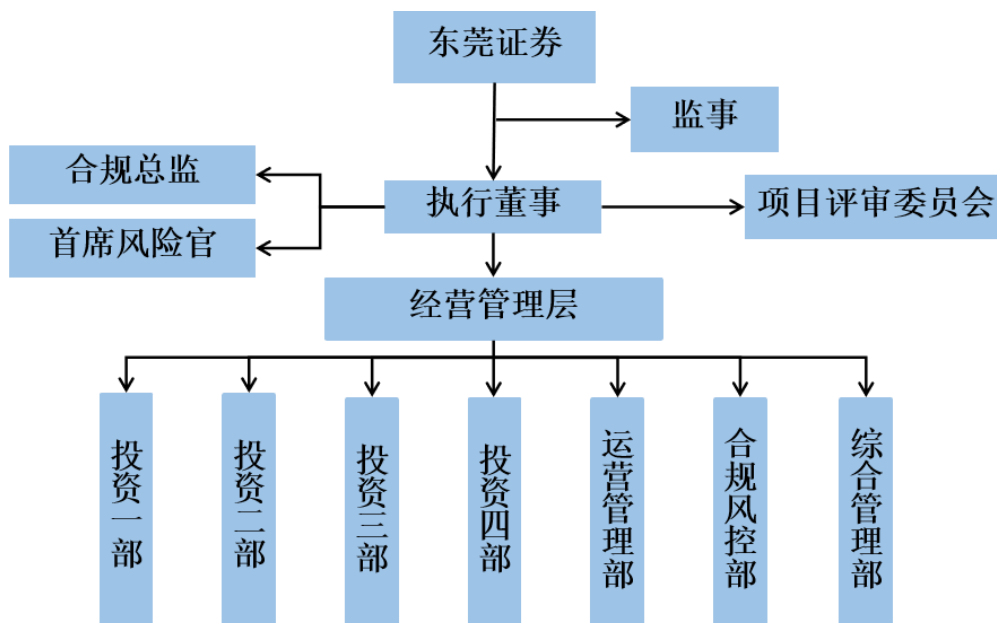 东莞证券
监事
合规总监
执行董事
项目评审委员会
首席风险官
经营管理层
投资一部
投资二部
投资三部
投资四部
运营管理部
合规风控部
综合管理部